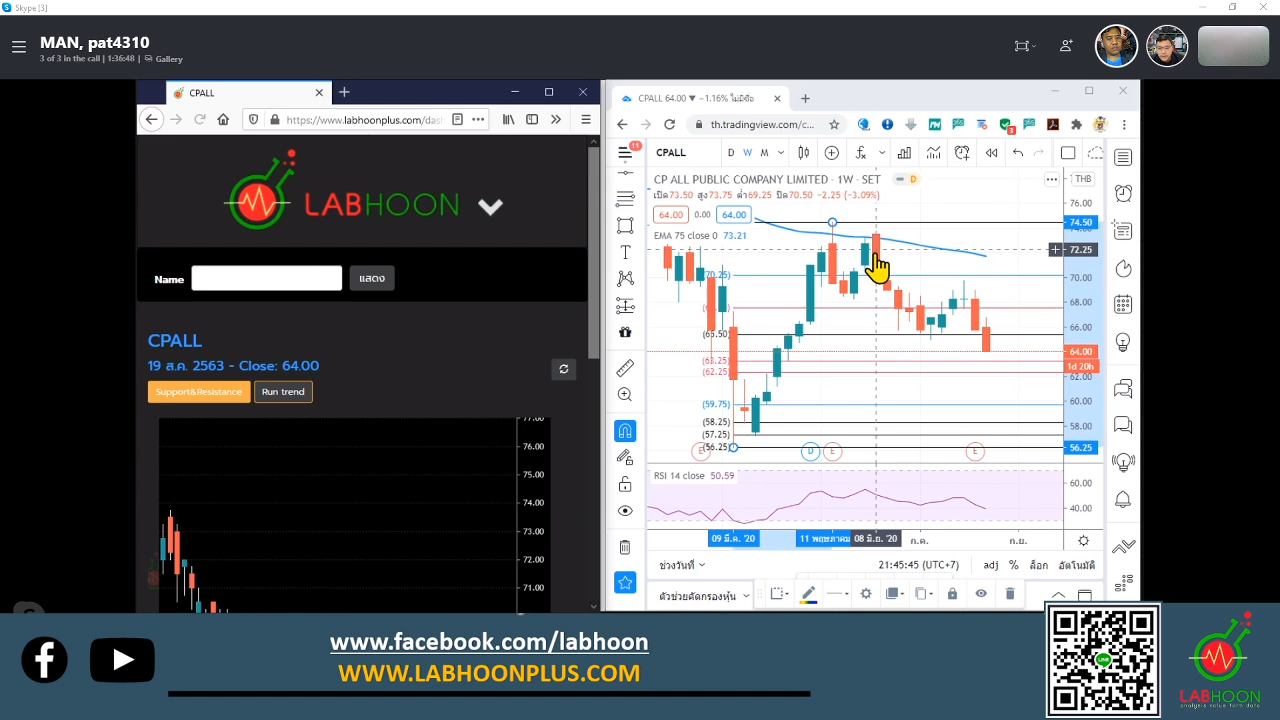 Skype [3]
MAN, pat4310
3 of 3 in the call | 1:36:48 | Gallery
CPALL
https://www.labhoonplus.com/das
LABHOON
Name
แสดง
CPALL
19 ส.ค. 2563 - Close: 64.00
Support&Resistance
Run trend
77.00
76.00
75.00
74.00
73.00
72.00
71.00
CPALL 64.00 ▼ −1.16% ไม่มีชื่อ
th.tradingview.com/c...
3
11
CPALL
D
W
M
CP ALL PUBLIC COMPANY LIMITED · 1W · SET
D
เปิด73.50 สูง73.75 ต่ำ69.25 ปิด70.50 −2.25 (−3.09%)
64.00
0.00
64.00
EMA 75 close 0 73.21
THB
76.00
74.50
72.25
70.00
68.00
66.00
64.00
1d 20h
62.00
60.00
58.00
56.25
(70.25)
(65.50)
(63.25)
(62.25)
(59.75)
(58.25)
(57.25)
(56.25)
E
D
E
E
RSI 14 close 50.59
60.00
40.00
09 มี.ค. '20
11 พฤษภาคม
08 มิ.ย. '20
ก.ค.
ก.ย.
ช่วงวันที่
21:45:45 (UTC+7)
adj
%
ล็อก
อัตโนมัติ
ตัวช่วยคัดกรองหุ้น
www.facebook.com/labhoon
WWW.LABHOONPLUS.COM
LINE
LABHOON
analysis value farm data